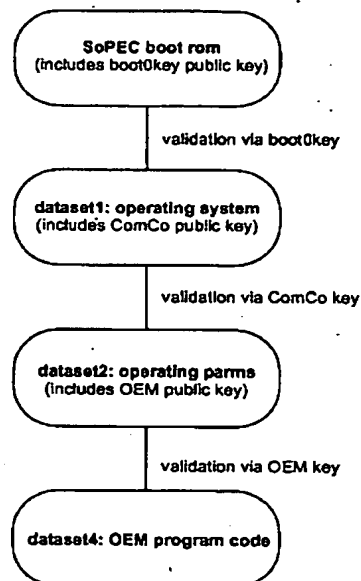 SoPEC boot rom
(includes boot0key public key)
validation via boot0key
dataset1: operating system
(includes ComCo public key)
validation via ComCo key
dataset2: operating parms
(includes OEM public key)
validation via OEM key
dataset4: OEM program code